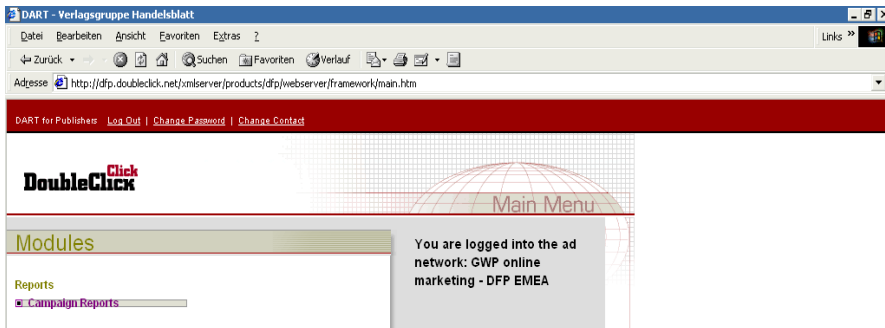 DART - Verlagsgruppe Handelsblatt
Datei Bearbeiten Ansicht Favoriten Extras ?
Links »
Zurück Suchen Favoriten Verlauf
Adresse http://dfp.doubleclick.net/xmlserver/products/dfp/webserver/framework/main.htm
DART for Publishers Log Out | Change Password | Change Contact
Click
DoubleClick
Main Menu
Modules
You are logged into the ad
network: GWP online
marketing - DFP EMEA
Reports
Campaign Reports